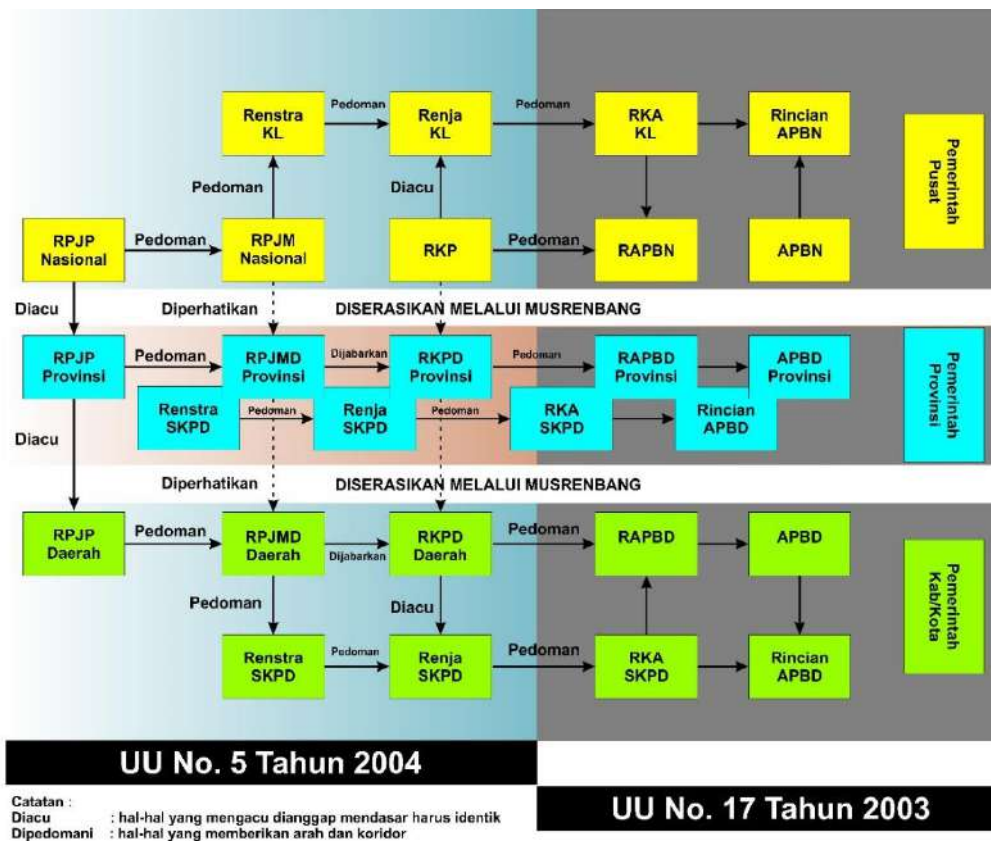 Pedoman
Pedoman
Renstra
KL
Renja
KL
RKA
KL
Rincian
APBN
Pemerintah
Pusat
Pedoman
Diacu
RPJP
Nasional
Pedoman
RPJM
Nasional
RKP
Pedoman
RAPBN
APBN
Diacu
Diperhatikan
DISERASIKAN MELALUI MUSRENBANG
RPJP
Provinsi
Pedoman
RPJMD
Provinsi
Dijabarkan
RKPD
Provinsi
Pedoman
RAPBD
Provinsi
APBD
Provinsi
Pemerintah
Provinsi
Renstra
SKPD
Pedoman
Renja
SKPD
Pedoman
RKA
SKPD
Rincian
APBD
Diacu
Diperhatikan
DISERASIKAN MELALUI MUSRENBANG
RPJP
Daerah
Pedoman
RPJMD
Daerah
Dijabarkan
RKPD
Daerah
Pedoman
RAPBD
APBD
Pemerintah
Kab/Kota
Pedoman
Diacu
Renstra
SKPD
Pedoman
Renja
SKPD
Pedoman
RKA
SKPD
Rincian
APBD
UU No. 5 Tahun 2004
UU No. 17 Tahun 2003
Catatan :
Diacu : hal-hal yang mengacu dianggap mendasar harus identik
Dipedomani : hal-hal yang memberikan arah dan koridor